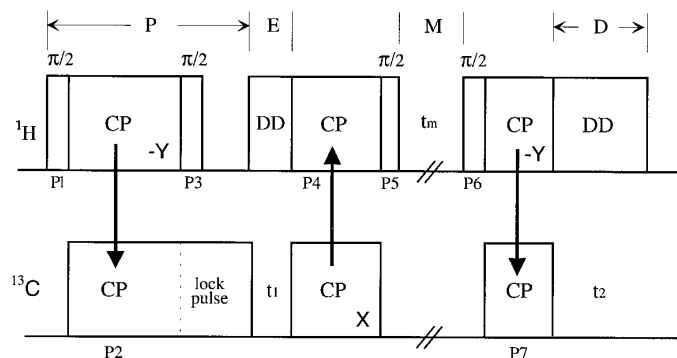 P E M D
π/2 π/2 π/2 π/2
¹H CP -Y DD CP tm CP -Y DD
P1 P3 P4 P5 P6
¹³C CP lock t1 CP X CP t2
pulse
P2 P7